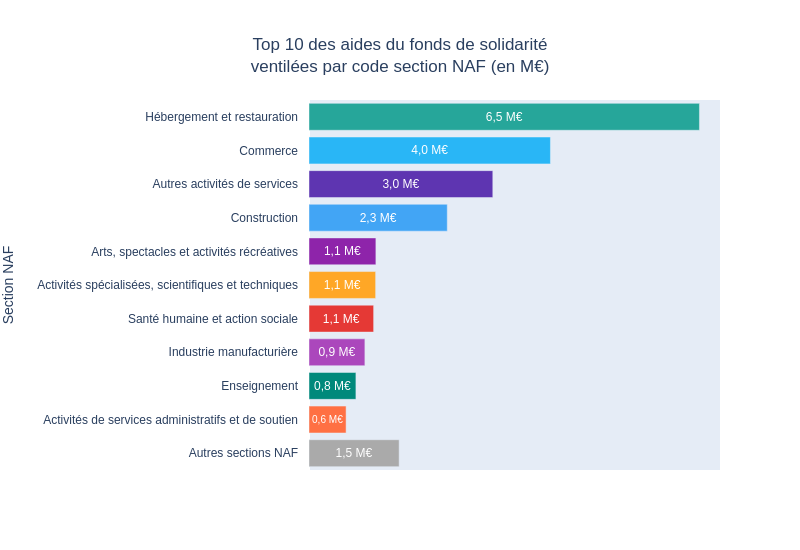 Top 10 des aides du fonds de solidarité
ventilées par code section NAF (en M€)
Section NAF
Hébergement et restauration 6,5 M€
Commerce 4,0 M€
Autres activités de services 3,0 M€
Construction 2,3 M€
Arts, spectacles et activités récréatives 1,1 M€
Activités spécialisées, scientifiques et techniques 1,1 M€
Santé humaine et action sociale 1,1 M€
Industrie manufacturière 0,9 M€
Enseignement 0,8 M€
Activités de services administratifs et de soutien 0,6 M€
Autres sections NAF 1,5 M€